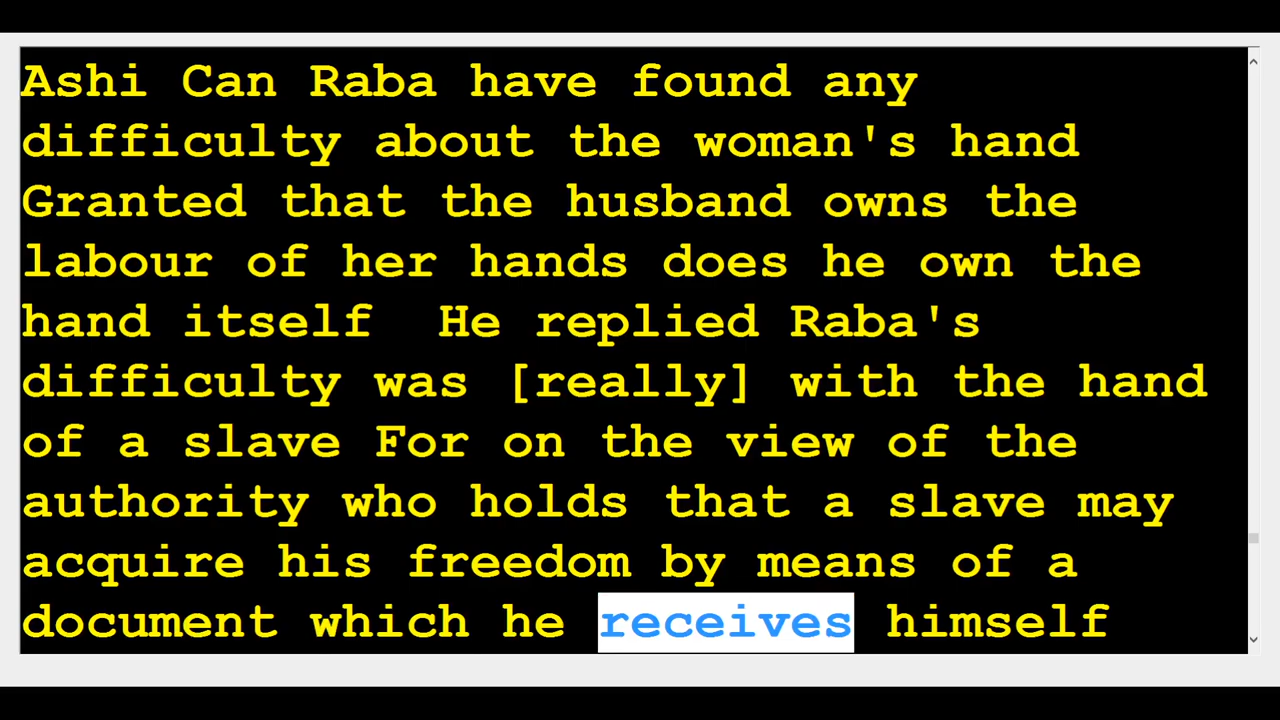 Ashi Can Raba have found any
difficulty about the woman's hand
Granted that the husband owns the
labour of her hands does he own the
hand itself  He replied Raba's
difficulty was [really] with the hand
of a slave For on the view of the
authority who holds that a slave may
acquire his freedom by means of a
document which he receives himself